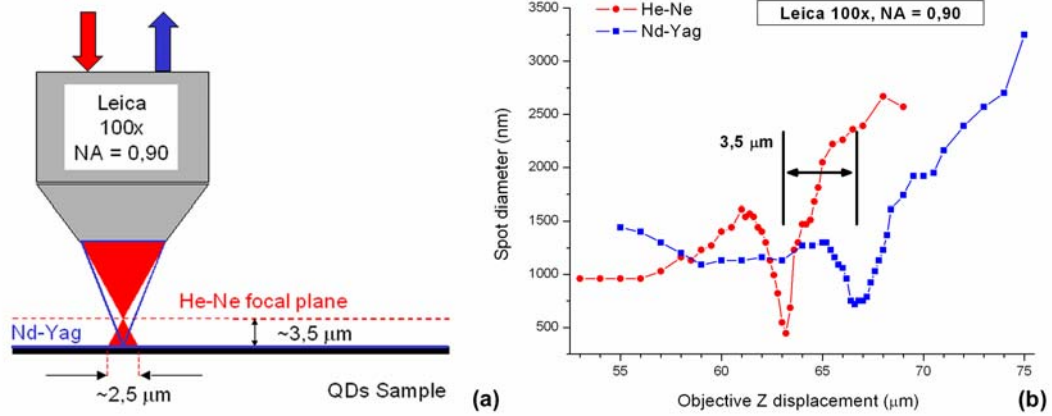 Leica
100x
NA = 0,90
He-Ne focal plane
Nd-Yag
~3,5 μm
~2,5 μm
QDs Sample
(a)
He-Ne
Nd-Yag
Leica 100x, NA = 0,90
3,5 μm
Spot diameter (nm)
3500
3000
2500
2000
1500
1000
500
55 60 65 70 75
Objective Z displacement (μm)
(b)